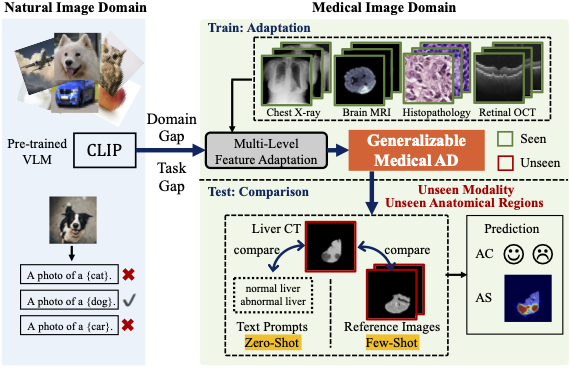 Natural Image Domain
Medical Image Domain
Train: Adaptation
Chest X-ray
Brain MRI
Histopathology
Retinal OCT
Pre-trained
VLM
CLIP
Domain
Gap
Task
Gap
Multi-Level
Feature Adaptation
Generalizable
Medical AD
Seen
Unseen
Test: Comparison
Unseen Modality
Unseen Anatomical Regions
Liver CT
compare
compare
normal liver
abnormal liver
Text Prompts
Zero-Shot
Reference Images
Few-Shot
Prediction
AC
AS
A photo of a {cat}.
A photo of a {dog}.
A photo of a {car}.